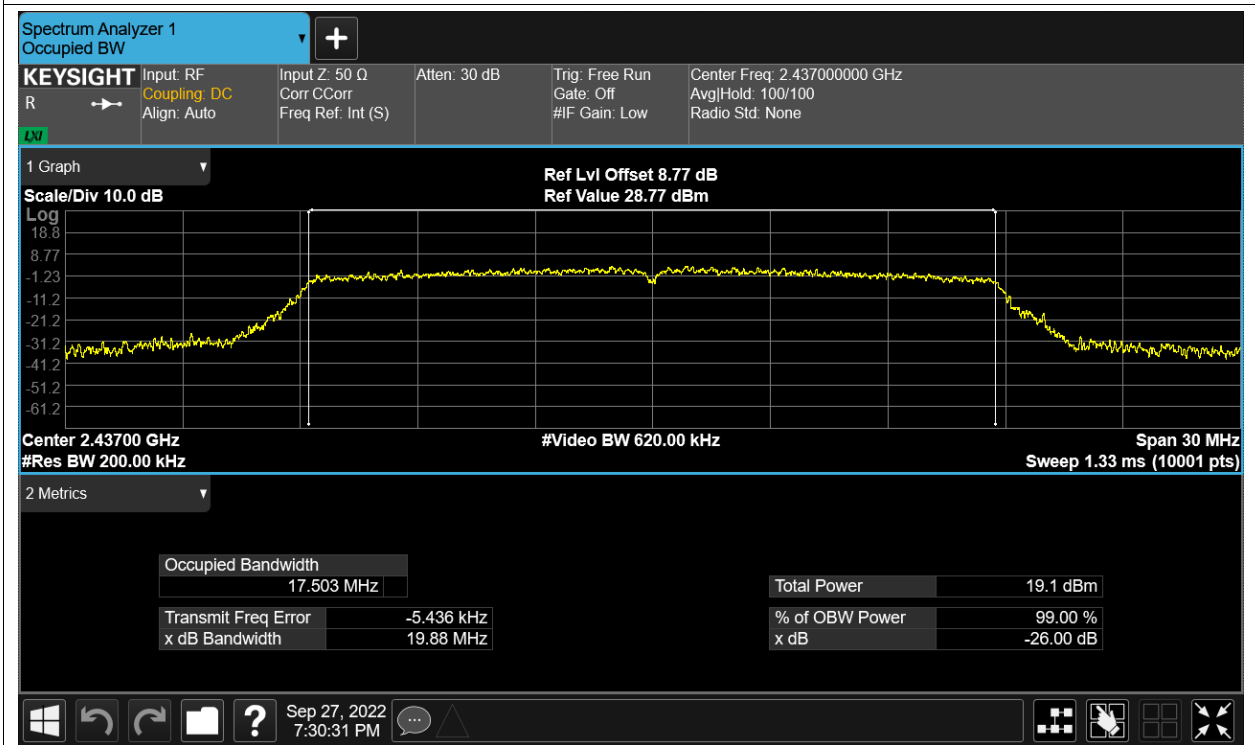 Spectrum Analyzer 1
Occupied BW
KEYSIGHT
R
LXI
Input: RF
Coupling: DC
Align: Auto
Input Z: 50 Ω
Corr CCorr
Freq Ref: Int (S)
Atten: 30 dB
Trig: Free Run
Gate: Off
#IF Gain: Low
Center Freq: 2.437000000 GHz
Avg|Hold: 100/100
Radio Std: None
1 Graph
Scale/Div 10.0 dB
Ref Lvl Offset 8.77 dB
Ref Value 28.77 dBm
Log
18.8
8.77
-1.23
-11.2
-21.2
-31.2
-41.2
-51.2
-61.2
Center 2.43700 GHz
#Video BW 620.00 kHz
Span 30 MHz
#Res BW 200.00 kHz
Sweep 1.33 ms (10001 pts)
2 Metrics
Occupied Bandwidth
17.503 MHz
Total Power 19.1 dBm
Transmit Freq Error -5.436 kHz
% of OBW Power 99.00 %
x dB Bandwidth 19.88 MHz
x dB -26.00 dB
?
Sep 27, 2022
7:30:31 PM